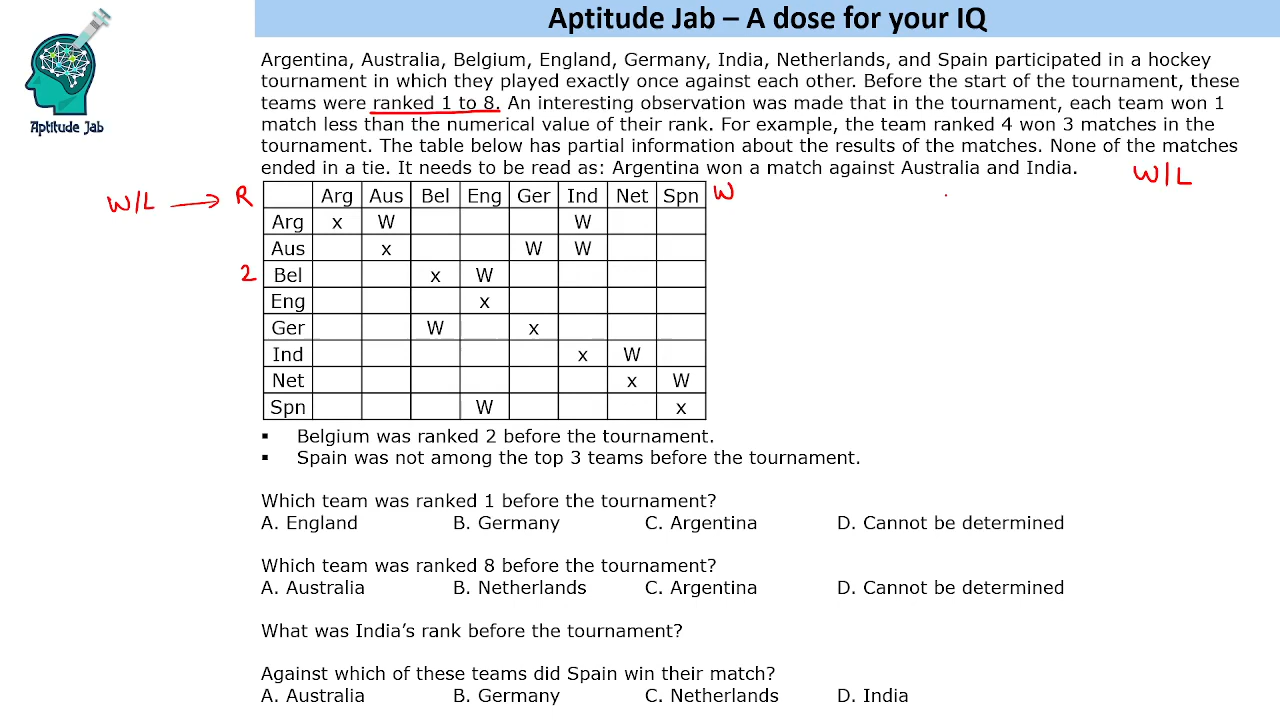 Aptitude Jab – A dose for your IQ
Aptitude Jab
Argentina, Australia, Belgium, England, Germany, India, Netherlands, and Spain participated in a hockey
tournament in which they played exactly once against each other. Before the start of the tournament, these
teams were ranked 1 to 8. An interesting observation was made that in the tournament, each team won 1
match less than the numerical value of their rank. For example, the team ranked 4 won 3 matches in the
tournament. The table below has partial information about the results of the matches. None of the matches
ended in a tie. It needs to be read as: Argentina won a match against Australia and India.
W/L
W/L → R
Arg Aus Bel Eng Ger Ind Net Spn W
Arg x W W
Aus x W W
2 Bel x W
Eng x
Ger W x
Ind x W
Net x W
Spn W x
▪ Belgium was ranked 2 before the tournament.
▪ Spain was not among the top 3 teams before the tournament.
Which team was ranked 1 before the tournament?
A. England B. Germany C. Argentina D. Cannot be determined
Which team was ranked 8 before the tournament?
A. Australia B. Netherlands C. Argentina D. Cannot be determined
What was India's rank before the tournament?
Against which of these teams did Spain win their match?
A. Australia B. Germany C. Netherlands D. India